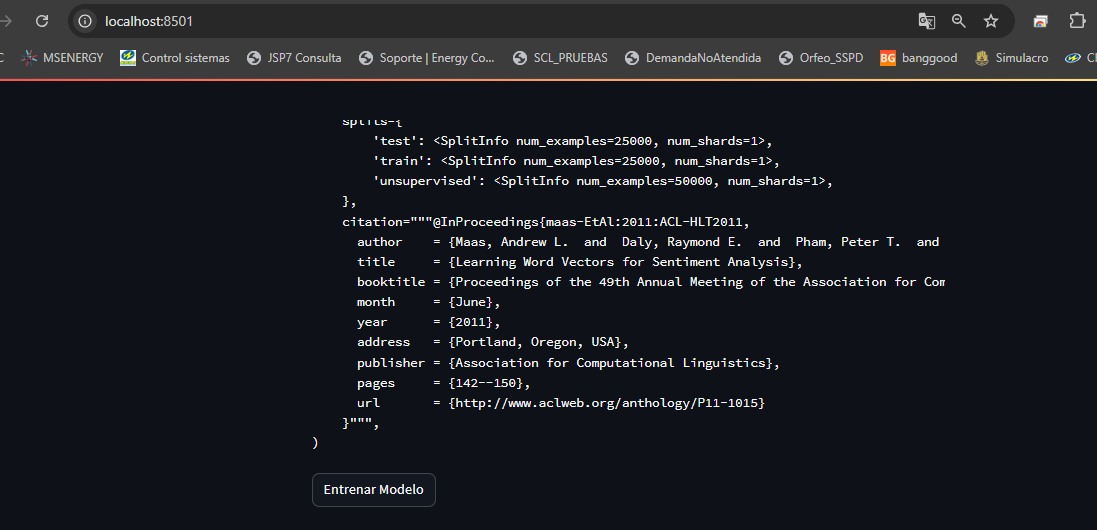 localhost:8501
C MSENERGY Control sistemas JSP7 Consulta Soporte | Energy Co... SCL_PRUEBAS DemandaNoAtendida Orfeo_SSPD BG banggood Simulacro
splits={
'test': <SplitInfo num_examples=25000, num_shards=1>,
'train': <SplitInfo num_examples=25000, num_shards=1>,
'unsupervised': <SplitInfo num_examples=50000, num_shards=1>,
},
citation="""@InProceedings{maas-EtAl:2011:ACL-HLT2011,
author    = {Maas, Andrew L.  and  Daly, Raymond E.  and  Pham, Peter T.  and
title     = {Learning Word Vectors for Sentiment Analysis},
booktitle = {Proceedings of the 49th Annual Meeting of the Association for Com
month     = {June},
year      = {2011},
address   = {Portland, Oregon, USA},
publisher = {Association for Computational Linguistics},
pages     = {142--150},
url       = {http://www.aclweb.org/anthology/P11-1015}
}""",
)
Entrenar Modelo